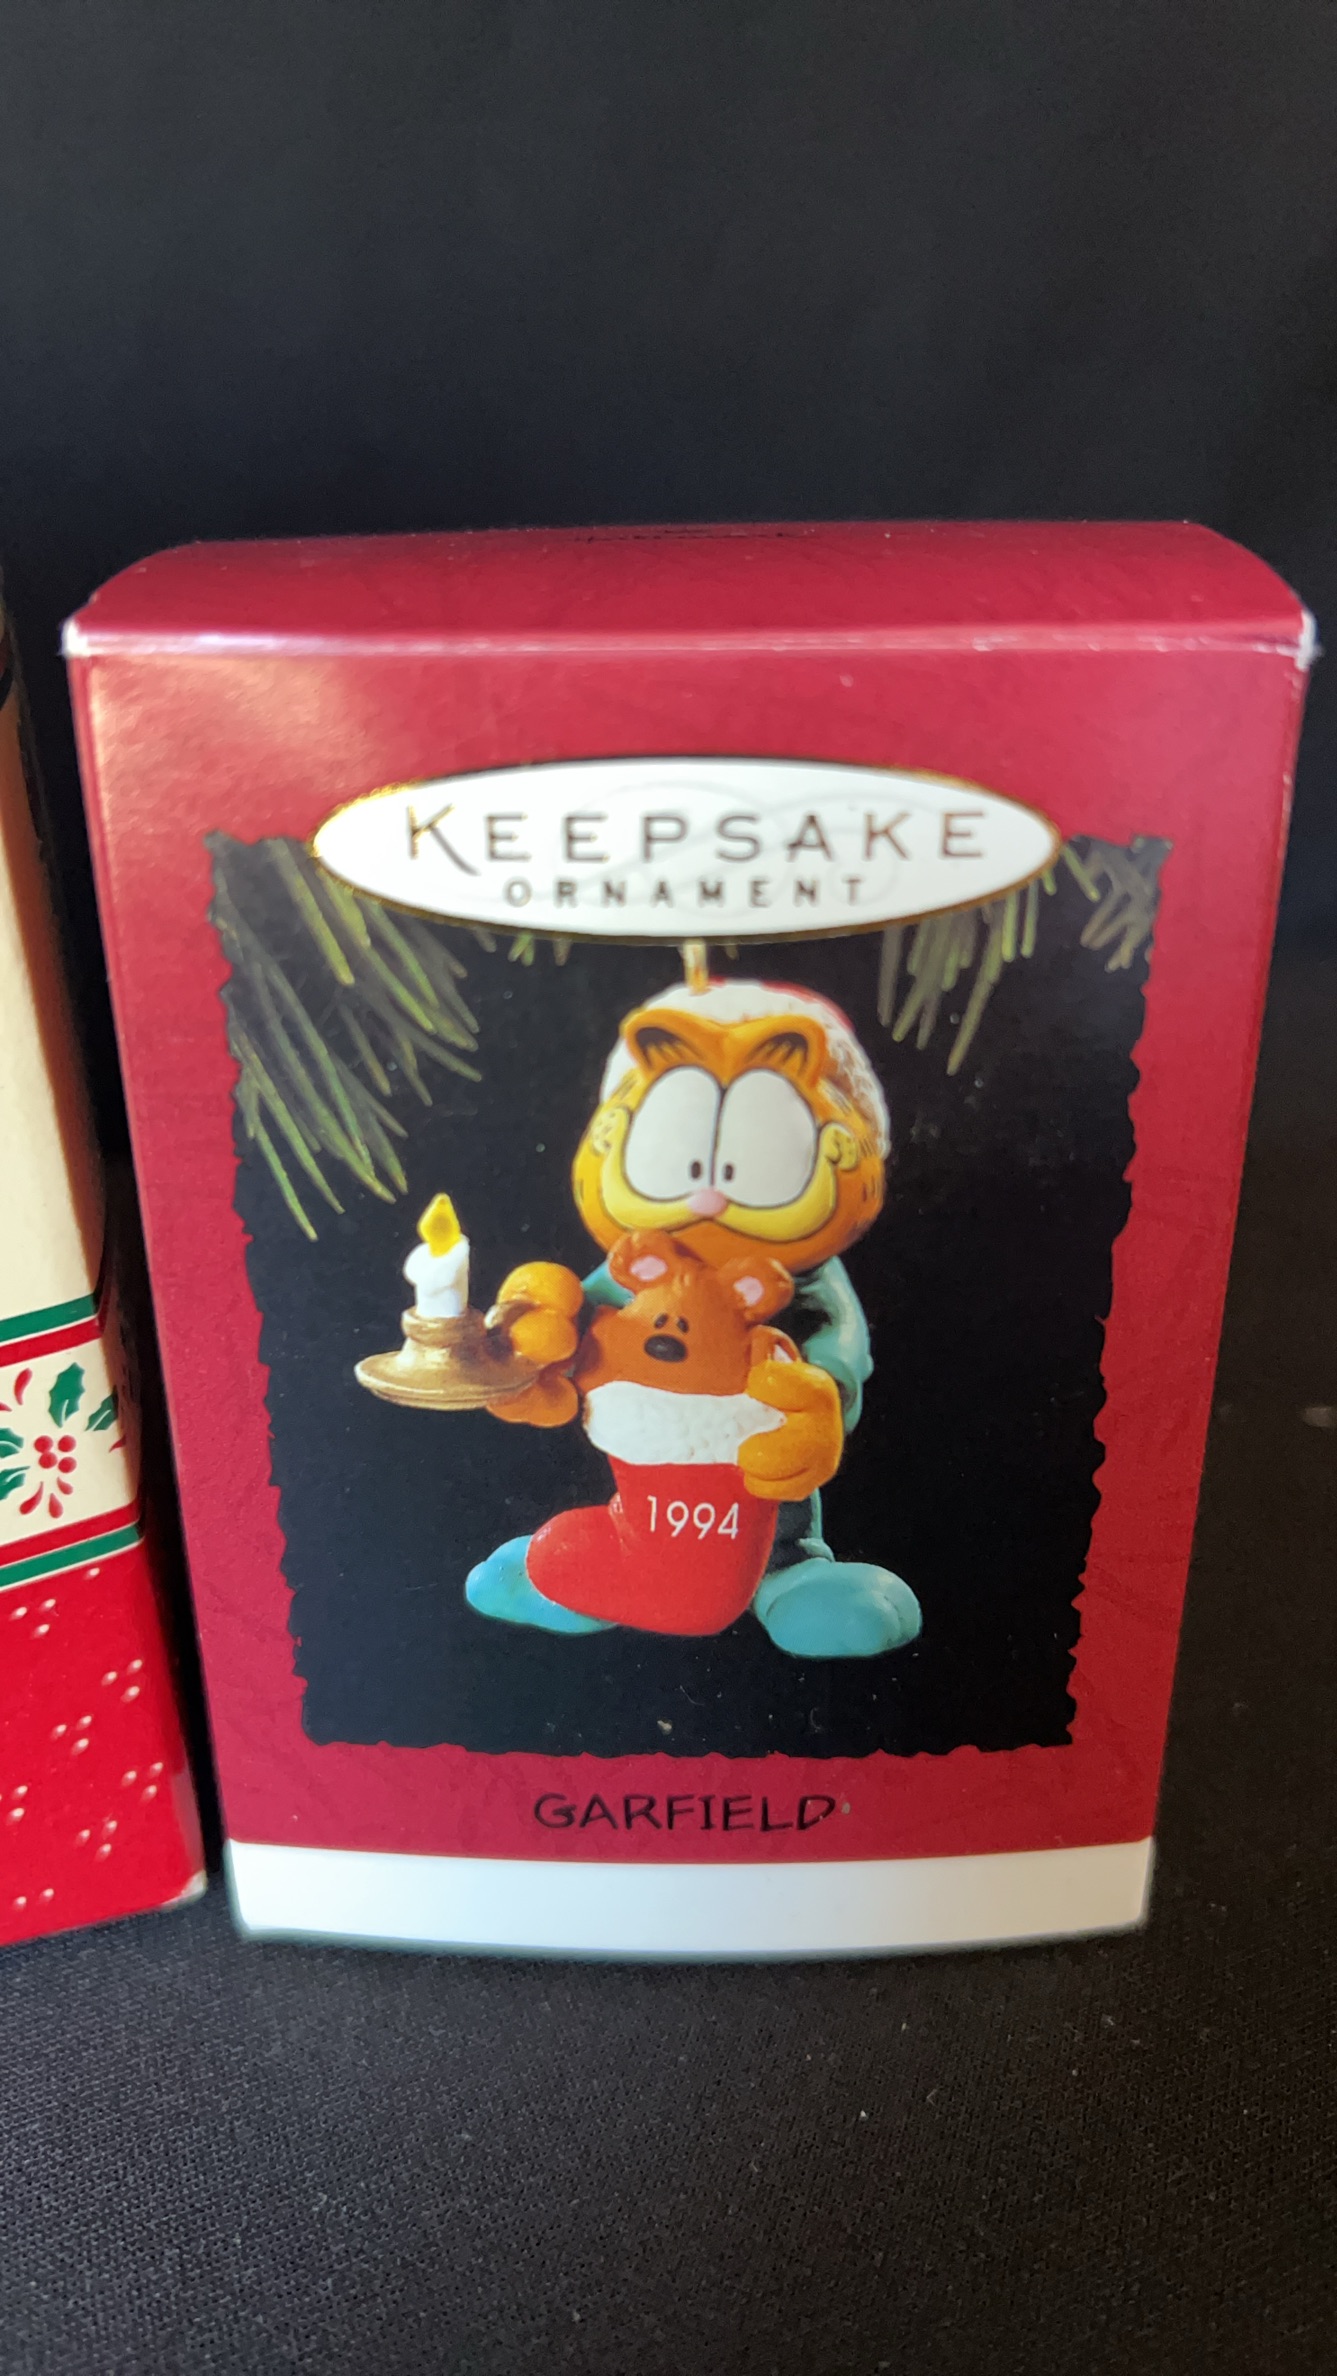 KEEPSAKE
ORNAMENT
1994
GARFIELD